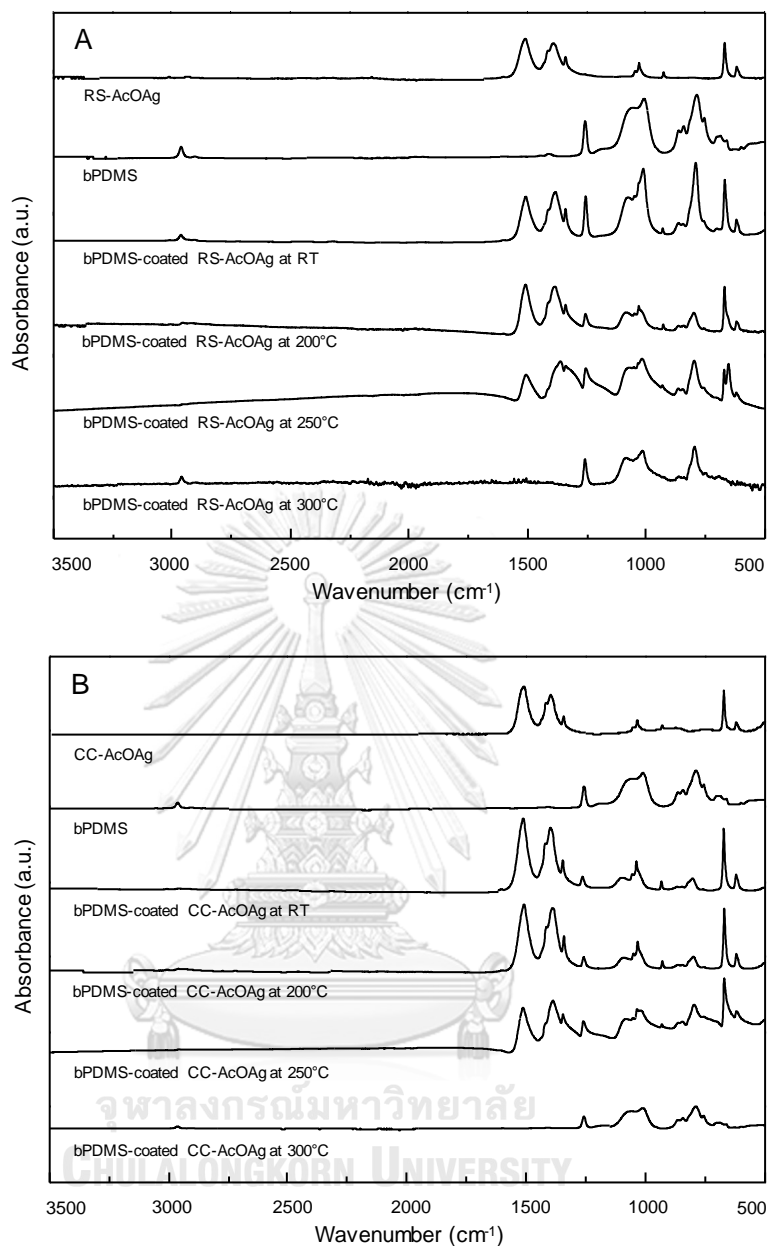 A
RS-AcOAg
bPDMS
bPDMS-coated RS-AcOAg at RT
bPDMS-coated RS-AcOAg at 200°C
bPDMS-coated RS-AcOAg at 250°C
bPDMS-coated RS-AcOAg at 300°C
Absorbance (a.u.)
3500 3000 2500 2000 1500 1000 500
Wavenumber (cm-1)
B
CC-AcOAg
bPDMS
bPDMS-coated CC-AcOAg at RT
bPDMS-coated CC-AcOAg at 200°C
bPDMS-coated CC-AcOAg at 250°C
bPDMS-coated CC-AcOAg at 300°C
Absorbance (a.u.)
จุฬาลงกรณ์มหาวิทยาลัย
CHULALONGKORN UNIVERSITY
3500 3000 2500 2000 1500 1000 500
Wavenumber (cm-1)